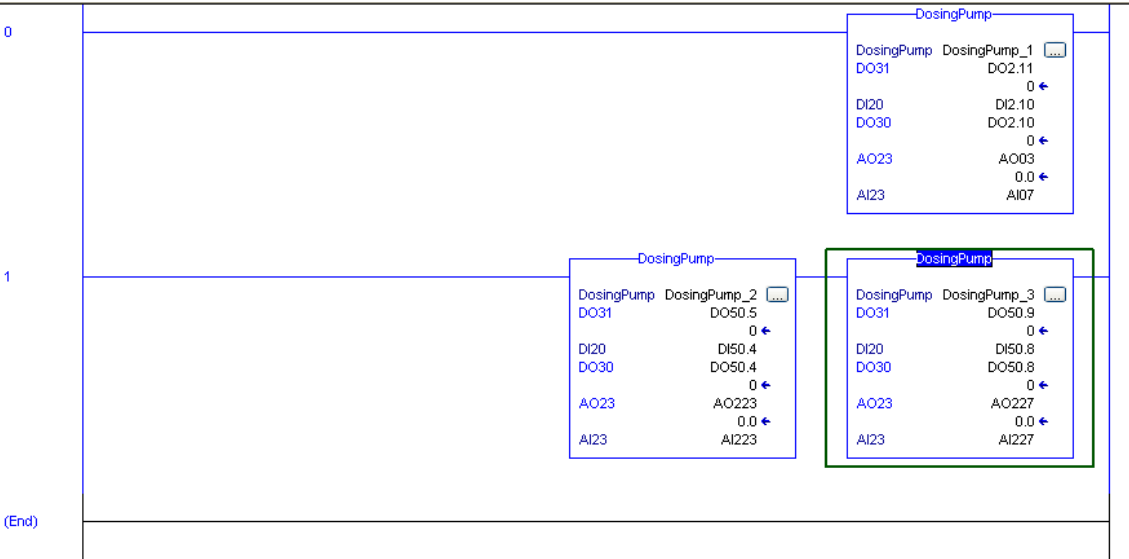 0
DosingPump
DosingPump DosingPump_1 ...
DO31 DO2.11
0
DI20 DI2.10
DO30 DO2.10
0
AO23 AO03
0.0
AI23 AI07
1
DosingPump
DosingPump DosingPump_2 ...
DO31 DO50.5
0
DI20 DI50.4
DO30 DO50.4
0
AO23 AO223
0.0
AI23 AI223
DosingPump
DosingPump DosingPump_3 ...
DO31 DO50.9
0
DI20 DI50.8
DO30 DO50.8
0
AO23 AO227
0.0
AI23 AI227
(End)